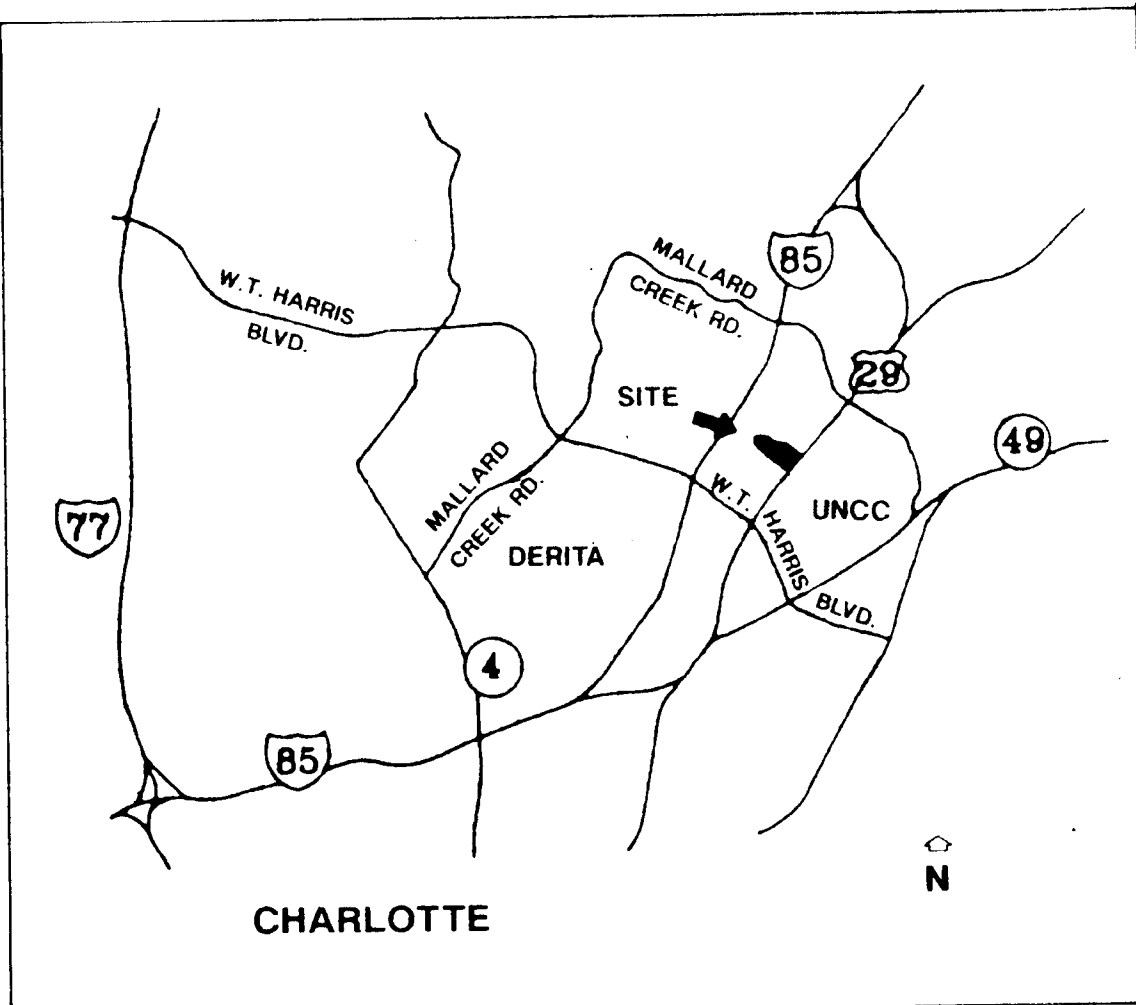 MALLARD
CREEK RD.
85
W.T. HARRIS
BLVD.
29
SITE
49
MALLARD
CREEK RD.
W.T. HARRIS BLVD.
UNCC
77
DERITA
4
85
N
CHARLOTTE